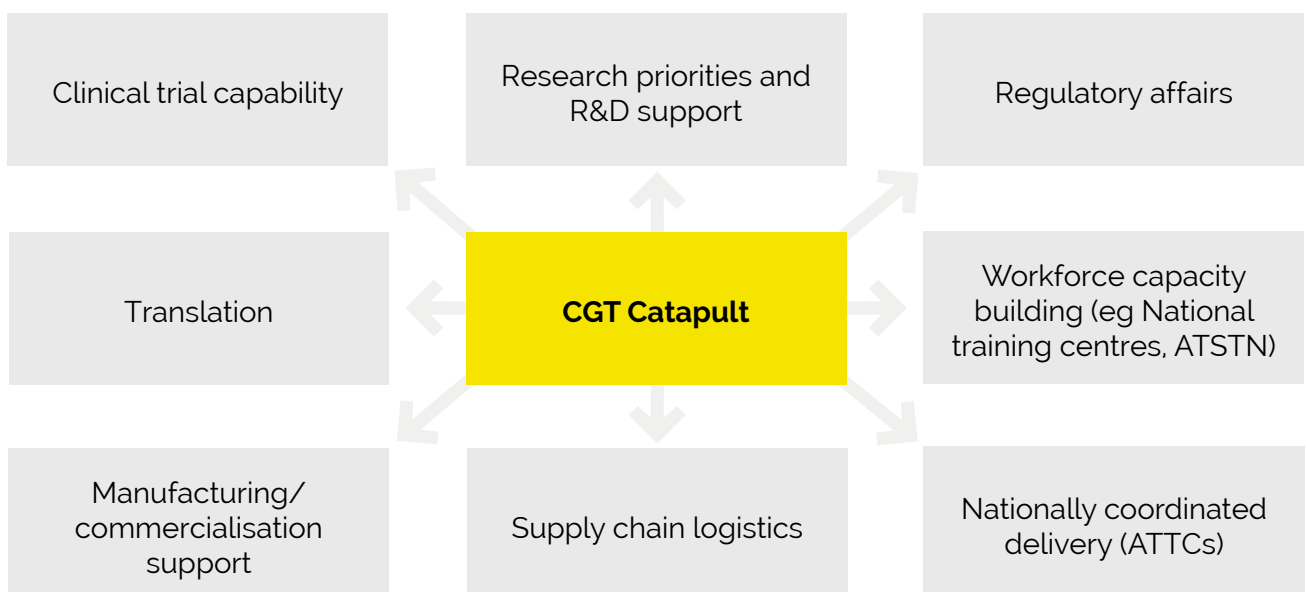 Clinical trial capability
Research priorities and
R&D support
Regulatory affairs
Translation
CGT Catapult
Workforce capacity
building (eg National
training centres, ATSTN)
Manufacturing/
commercialisation
support
Supply chain logistics
Nationally coordinated
delivery (ATTCs)